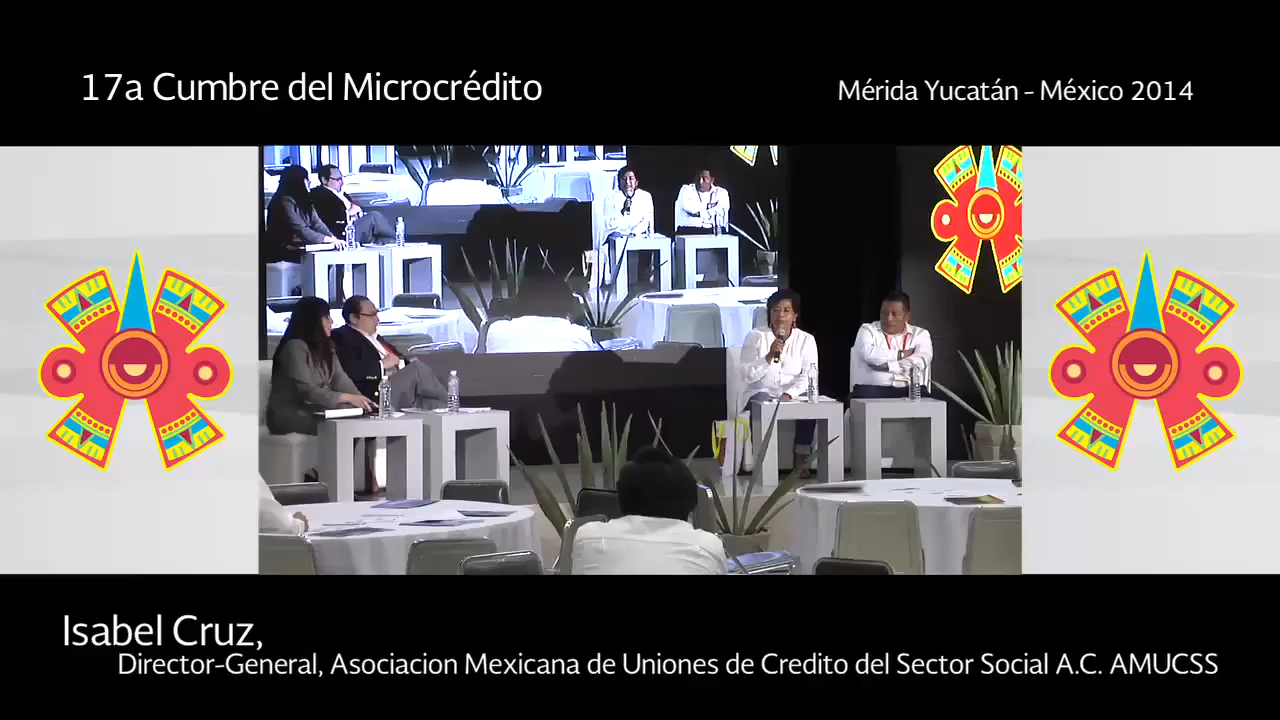 17a Cumbre del Microcrédito
Mérida Yucatán - México 2014
Isabel Cruz,
Director-General, Asociacion Mexicana de Uniones de Credito del Sector Social A.C. AMUCSS